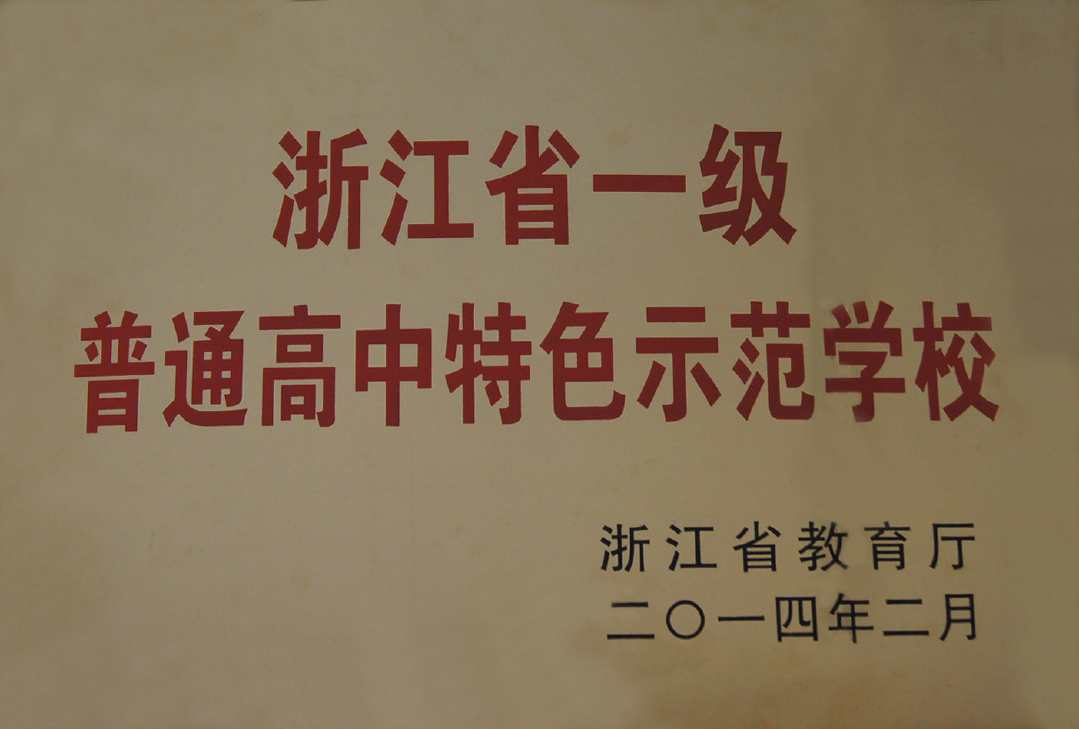 浙江省一级
普通高中特色示范学校
浙江省教育厅
二〇一四年二月